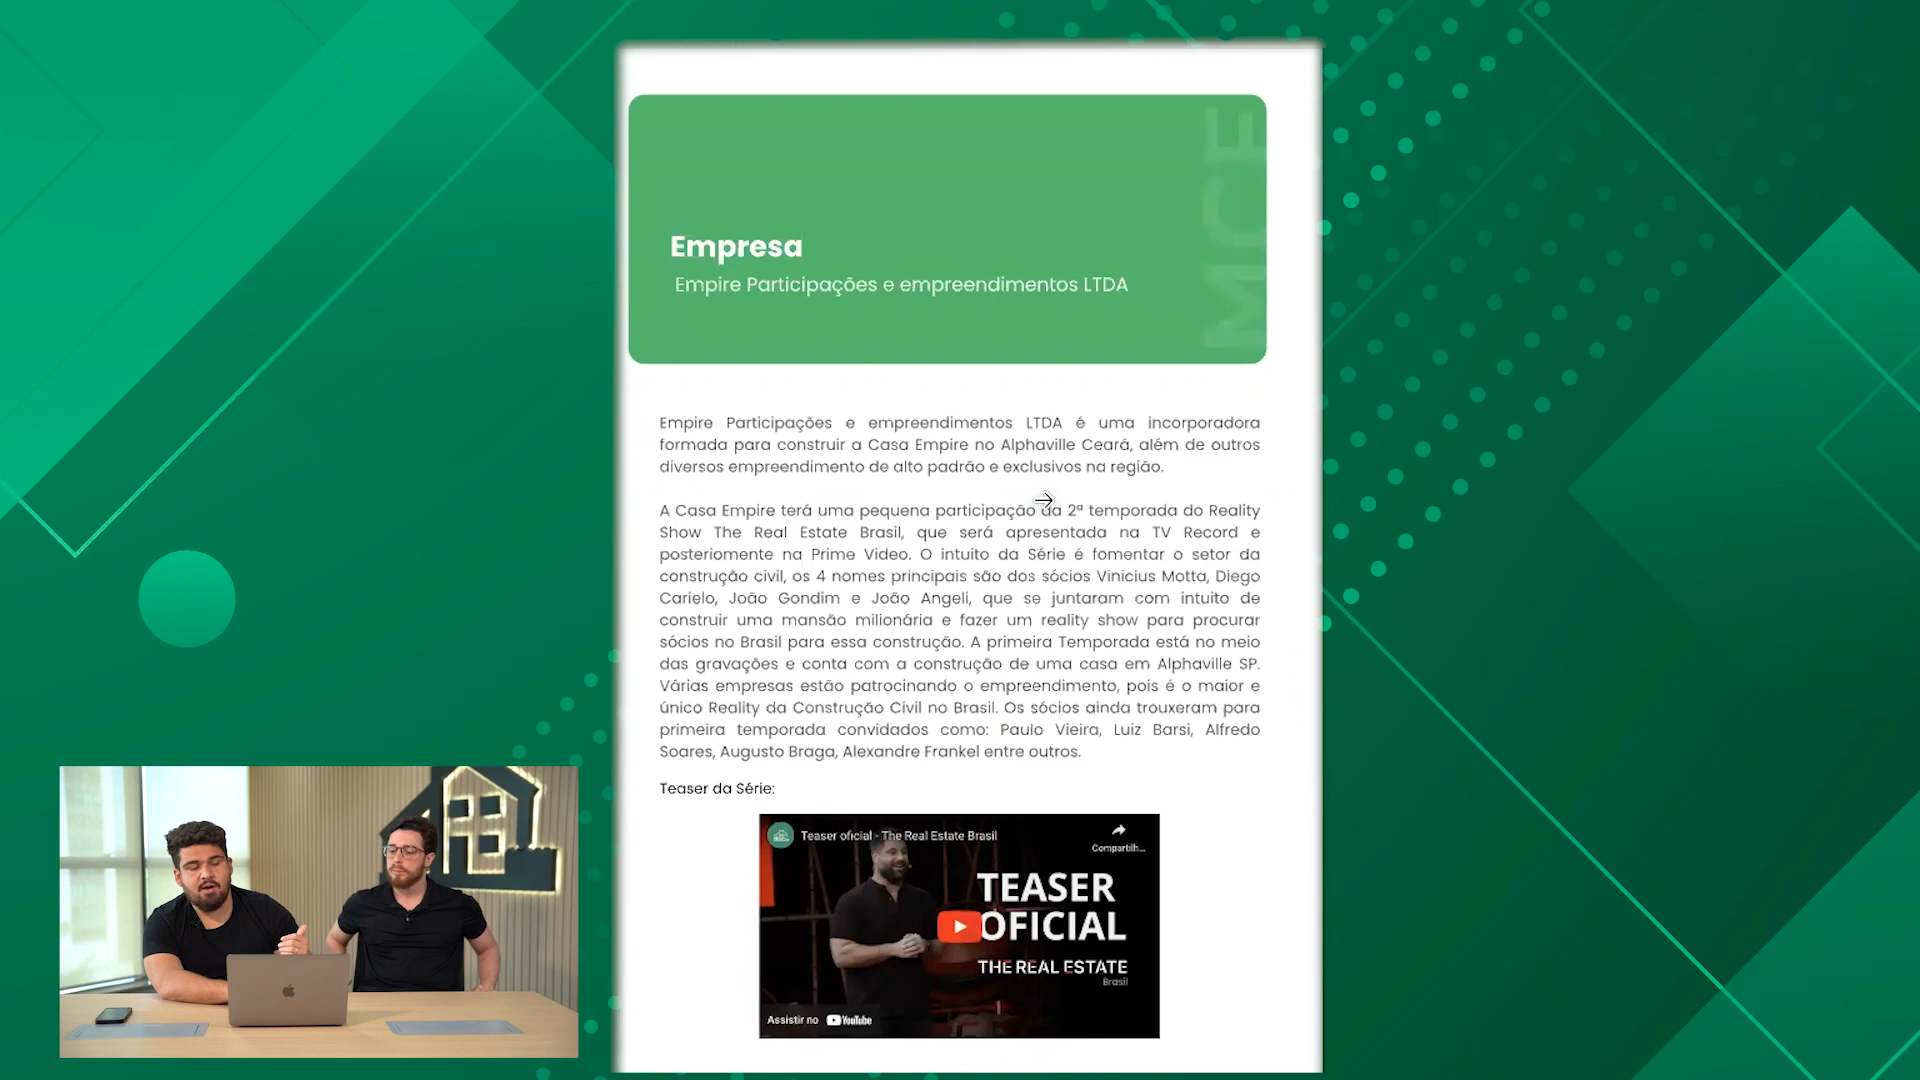 MCE
Empresa
Empire Participações e empreendimentos LTDA
Empire Participações e empreendimentos LTDA é uma incorporadora
formada para construir a Casa Empire no Alphaville Ceará, além de outros
diversos empreendimento de alto padrão e exclusivos na região.
A Casa Empire terá uma pequena participação da 2ª temporada do Reality
Show The Real Estate Brasil, que será apresentada na TV Record e
posteriomente na Prime Video. O intuito da Série é fomentar o setor da
construção civil, os 4 nomes principais são dos sócios Vinicius Motta, Diego
Carielo, João Gondim e João Angeli, que se juntaram com intuito de
construir uma mansão milionária e fazer um reality show para procurar
sócios no Brasil para essa construção. A primeira Temporada está no meio
das gravações e conta com a construção de uma casa em Alphaville SP.
Várias empresas estão patrocinando o empreendimento, pois é o maior e
único Reality da Construção Civil no Brasil. Os sócios ainda trouxeram para
primeira temporada convidados como: Paulo Vieira, Luiz Barsi, Alfredo
Soares, Augusto Braga, Alexandre Frankel entre outros.
Teaser da Série:
Teaser oficial - The Real Estate Brasil
Compartilh...
TEASER
OFICIAL
THE REAL ESTATE
Brasil
Assistir no YouTube